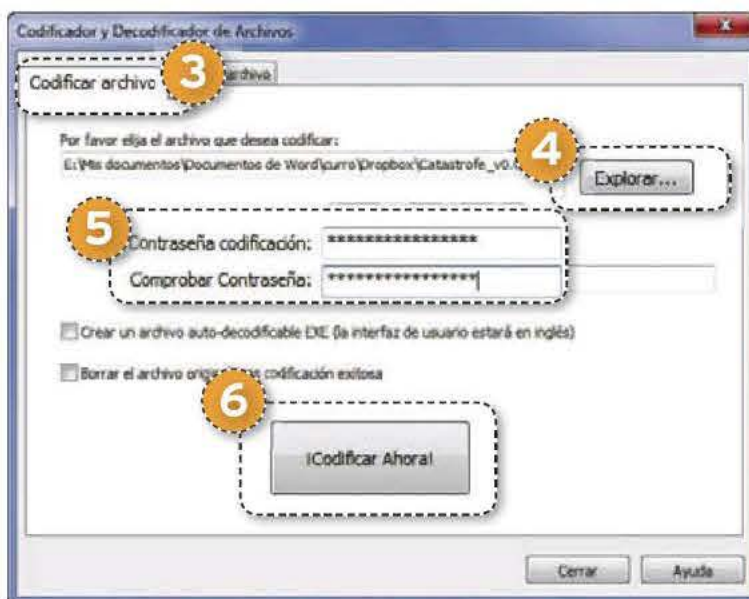 Codificador y Decodificador de Archivos
Codificar archivo 3 archivo
Por favor elija el archivo que desea codificar:
E:\Mis documentos\Documentos de Word\curro\Dropbox\Catastrofe_v0. 4 Explorar...
5
Contraseña codificación: ****************
Comprobar Contraseña: ****************
Crear un archivo auto-decodificable EXE (la interfaz de usuario estará en inglés)
Borrar el archivo codificación exitosa
6
¡Codificar Ahora!
Cerrar Ayuda